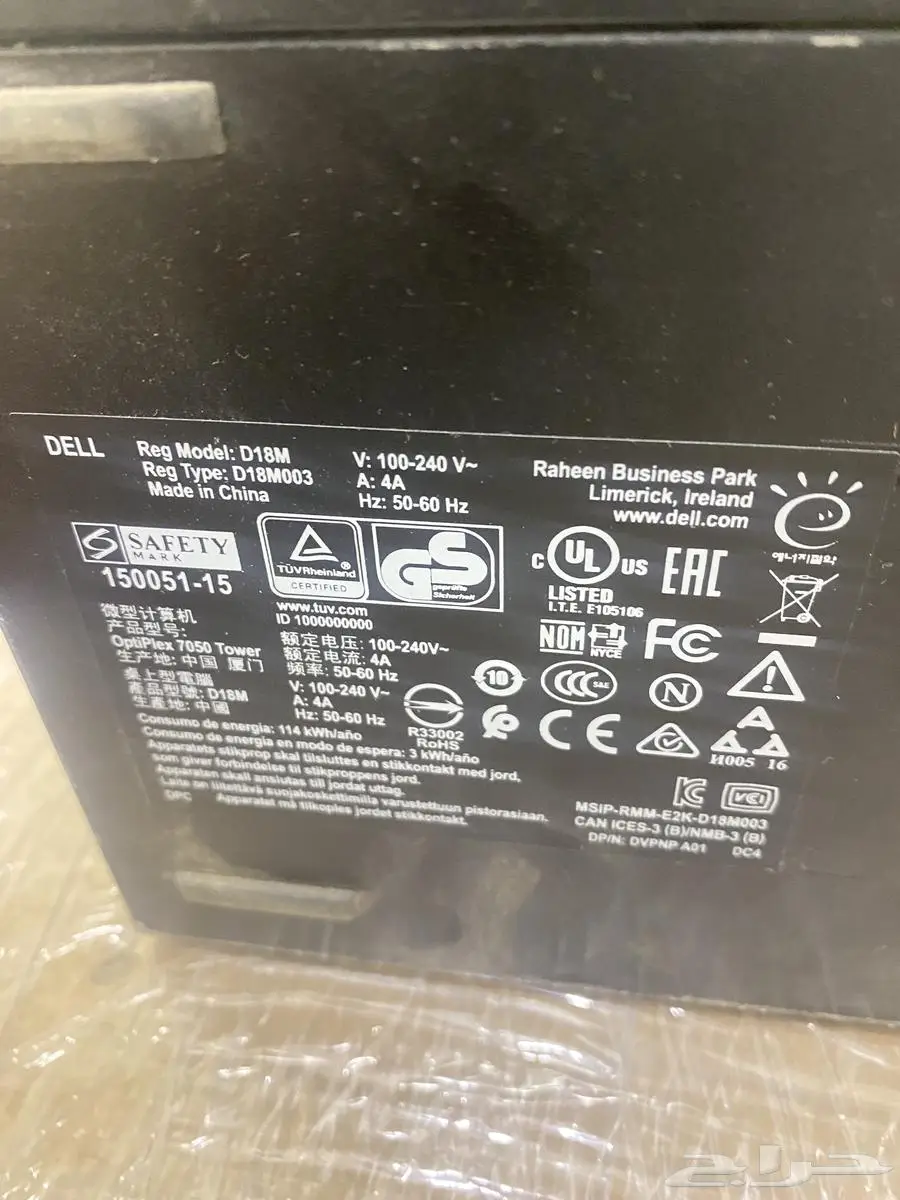 DELL
Reg Model: D18M
Reg Type: D18M003
Made in China
V: 100-240 V~
A: 4A
Hz: 50-60 Hz
Raheen Business Park
Limerick, Ireland
www.dell.com
에너지절약
SAFETY
MARK
150051-15
TÜVRheinland®
CERTIFIED
GS
geprüfte
Sicherheit
www.tuv.com
ID 1000000000
c UL US
LISTED
I.T.E. E105106
EAC
NOM
NYCE
FC
微型计算机
产品型号:
OptiPlex 7050 Tower
生产地: 中国 厦门
额定电压: 100-240V~
额定电流: 4A
频率: 50-60 Hz
桌上型電腦
產品型號: D18M
生產地: 中國
V: 100-240 V~
A: 4A
Hz: 50-60 Hz
R33002
RoHS
10
CCC S&E
N
CE
И005 16
Consumo de energia: 114 kWh/año
Consumo de energía en modo de espera: 3 kWh/año
Apparatets stikprop skal tilsluttes en stikkontakt med jord,
som giver forbindelse til stikproppens jord.
Apparaten skall anslutas till jordat uttag.
Laite on liitettävä suojakoskettimilla varustettuun pistorasiaan.
Apparatet må tilkoples jordet stikkontakt.
DPC
VCI
MSIP-RMM-E2K-D18M003
CAN ICES-3 (B)/NMB-3 (B)
DP/N: DVPNP A01 DC4
حراج